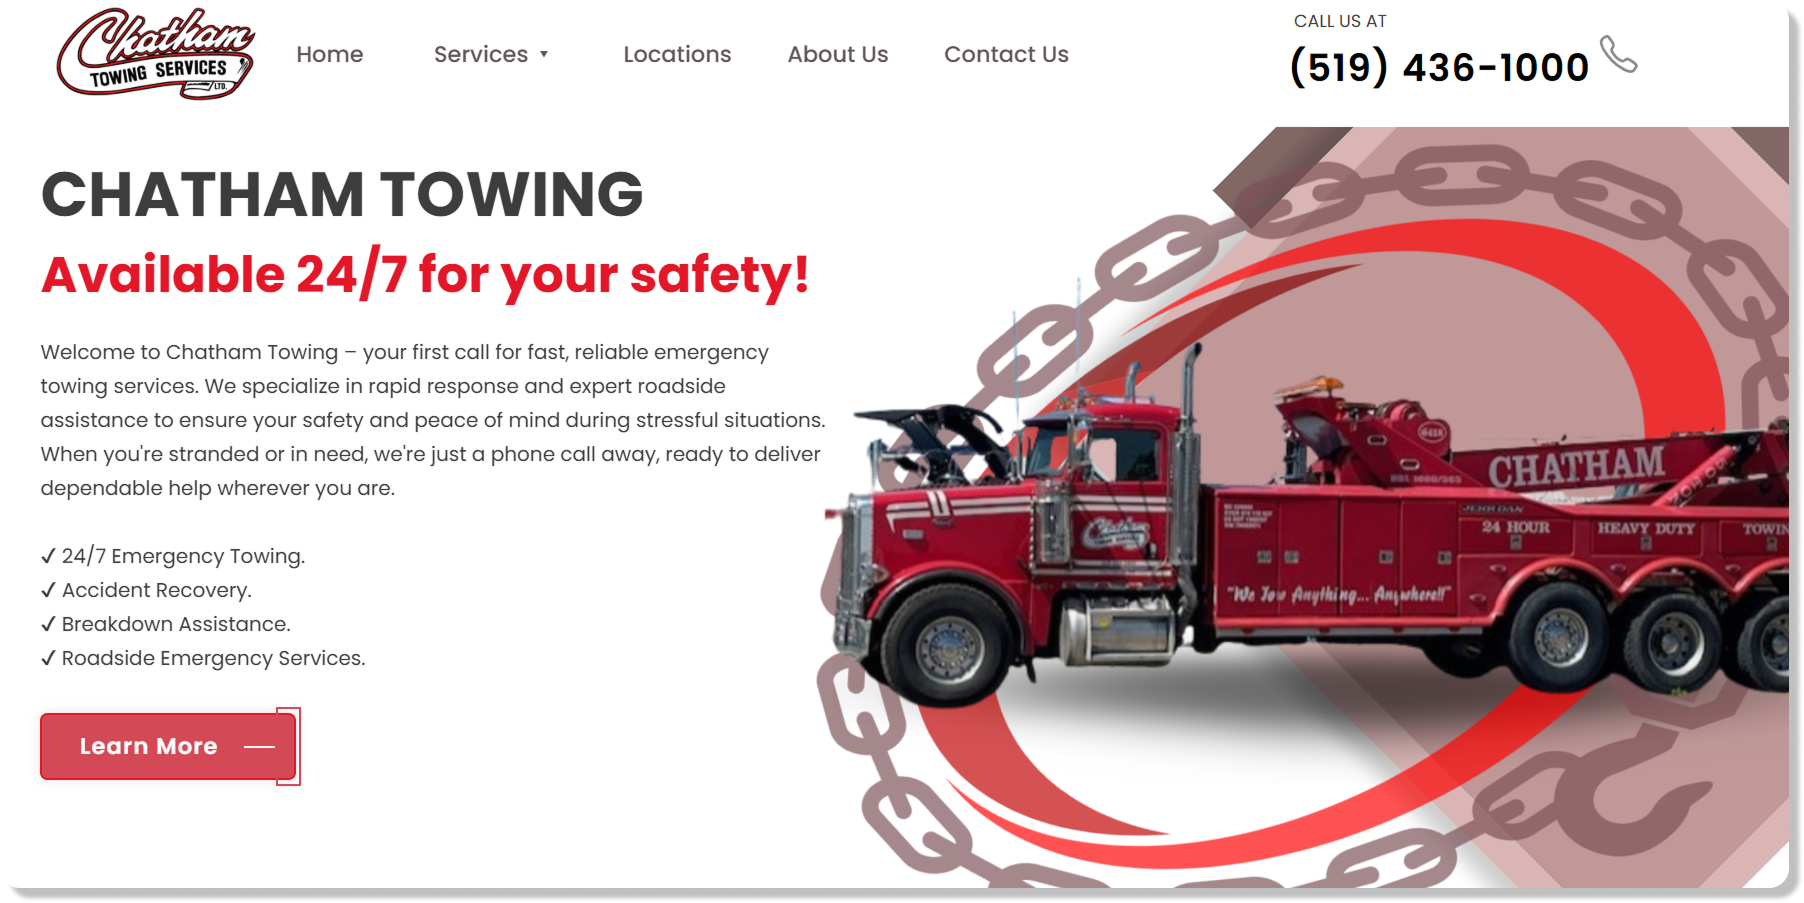 Chatham
TOWING SERVICES
LTD.
Home
Services
Locations
About Us
Contact Us
CALL US AT
(519) 436-1000
CHATHAM TOWING
Available 24/7 for your safety!
Welcome to Chatham Towing – your first call for fast, reliable emergency
towing services. We specialize in rapid response and expert roadside
assistance to ensure your safety and peace of mind during stressful situations.
When you're stranded or in need, we're just a phone call away, ready to deliver
dependable help wherever you are.
✓ 24/7 Emergency Towing.
✓ Accident Recovery.
✓ Breakdown Assistance.
✓ Roadside Emergency Services.
Learn More
6418
CHATHAM
JERR DAN
24 HOUR
HEAVY DUTY
TOWIN
Chatham
"We Tow Anything... Anywhere!!"